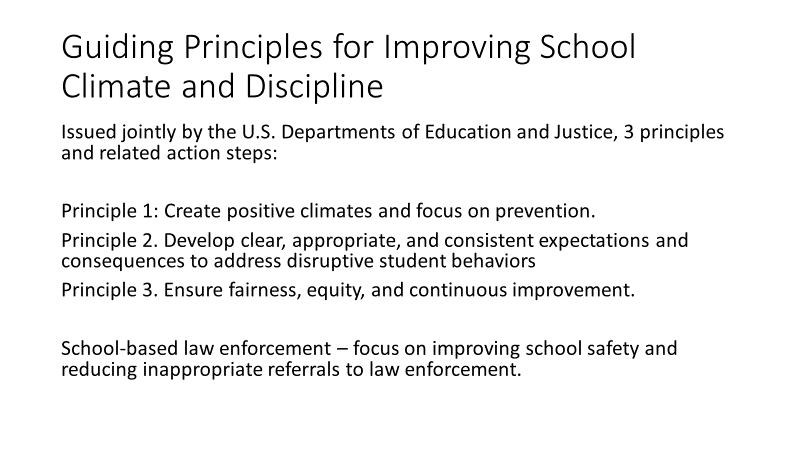 Guiding Principles for Improving School
Climate and Discipline
Issued jointly by the U.S. Departments of Education and Justice, 3 principles
and related action steps:
Principle 1: Create positive climates and focus on prevention.
Principle 2. Develop clear, appropriate, and consistent expectations and
consequences to address disruptive student behaviors
Principle 3. Ensure fairness, equity, and continuous improvement.
School-based law enforcement – focus on improving school safety and
reducing inappropriate referrals to law enforcement.